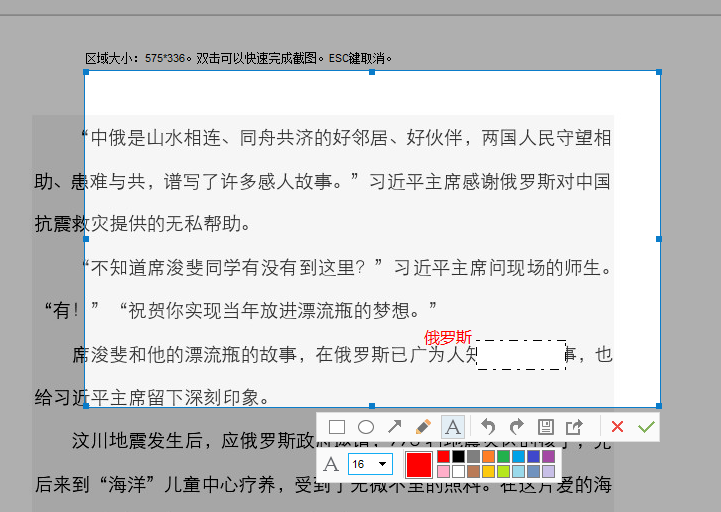 区域大小：575*336。双击可以快速完成截图。ESC键取消。
“中俄是山水相连、同舟共济的好邻居、好伙伴，两国人民守望相
助、患难与共，谱写了许多感人故事。”习近平主席感谢俄罗斯对中国
抗震救灾提供的无私帮助。
“不知道席浚斐同学有没有到这里？”习近平主席问现场的师生。
“有！”“祝贺你实现当年放进漂流瓶的梦想。”
俄罗斯
席浚斐和他的漂流瓶的故事，在俄罗斯已广为人知 事，也
给习近平主席留下深刻印象。
汶川地震发生后，应俄罗斯政府邀请，
A
A 16
后来到“海洋”儿童中心疗养，受到无微不至的照料。在这片爱的海